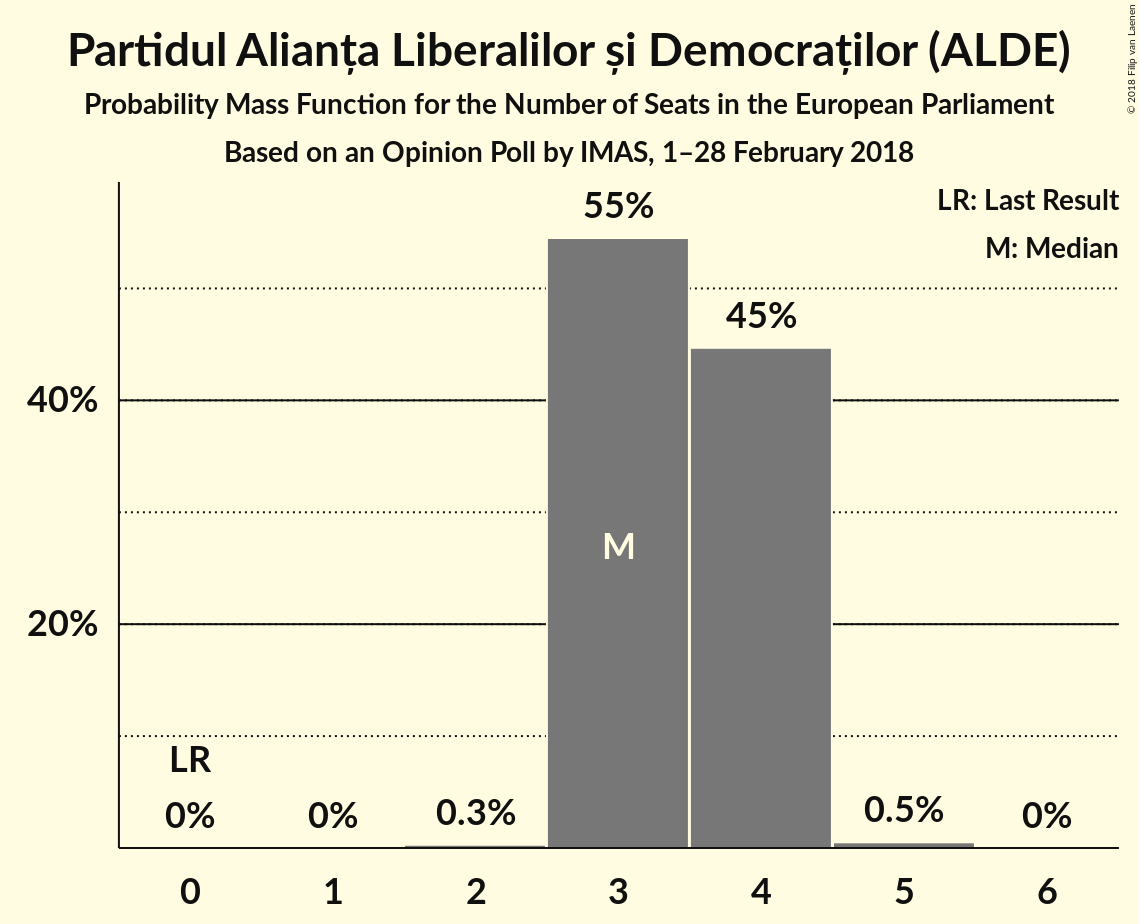 Partidul Alianța Liberalilor și Democraților (ALDE)
Probability Mass Function for the Number of Seats in the European Parliament
Based on an Opinion Poll by IMAS, 1–28 February 2018
© 2018 Filip van Laenen
LR: Last Result
M: Median
55%
45%
40%
M
20%
LR
0%
0%
0.3%
0.5%
0%
0
1
2
3
4
5
6